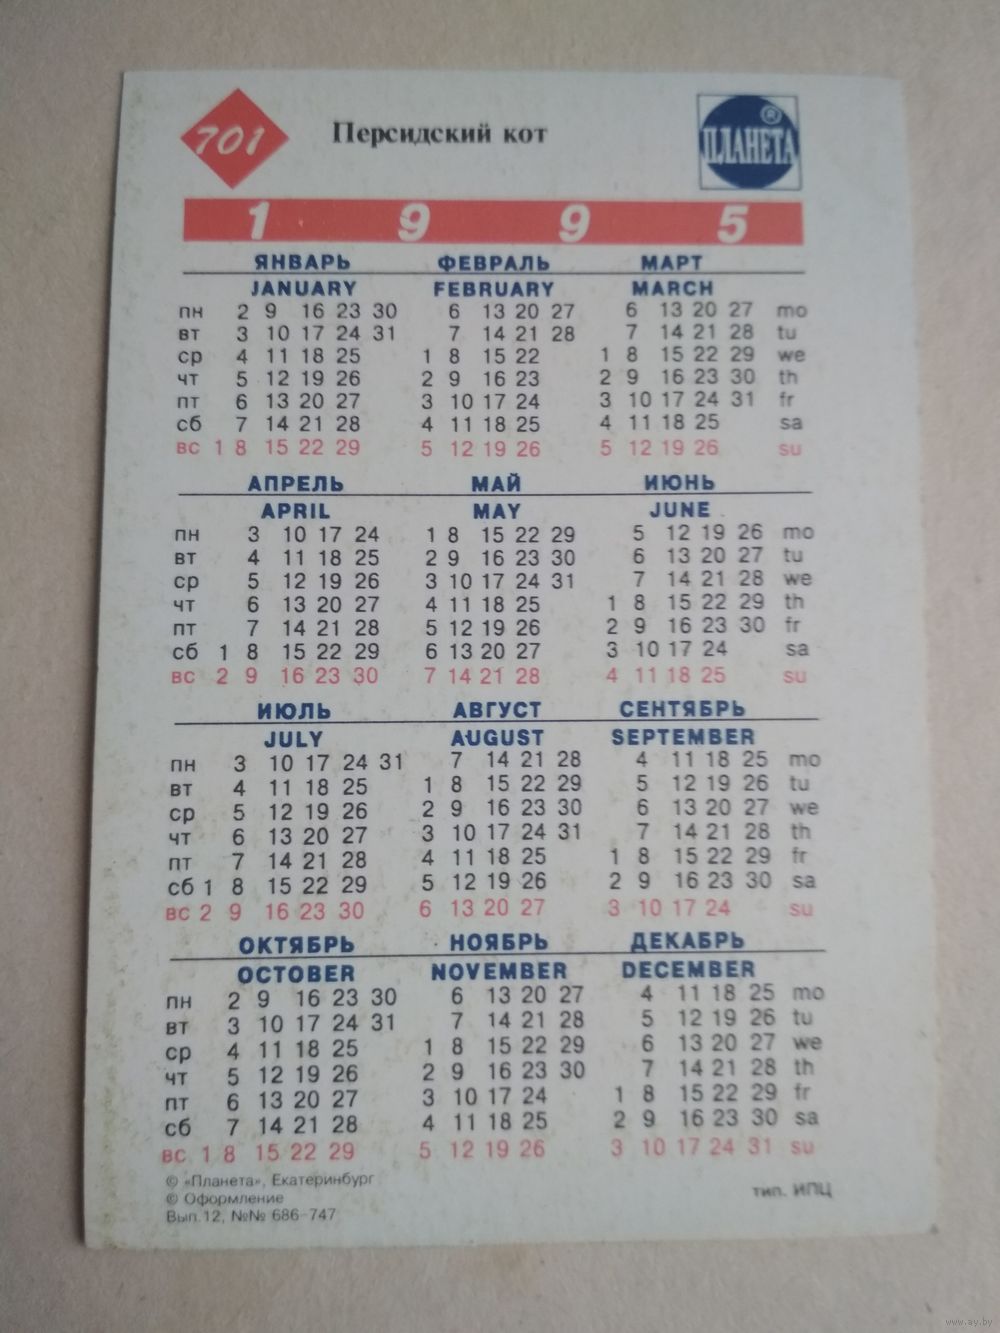 701 Персидский кот ПЛАНЕТА ®
1 9 9 5
ЯНВАРЬ ФЕВРАЛЬ МАРТ
JANUARY FEBRUARY MARCH
пн 2 9 16 23 30 6 13 20 27 6 13 20 27 mo
вт 3 10 17 24 31 7 14 21 28 7 14 21 28 tu
ср 4 11 18 25 1 8 15 22 1 8 15 22 29 we
чт 5 12 19 26 2 9 16 23 2 9 16 23 30 th
пт 6 13 20 27 3 10 17 24 3 10 17 24 31 fr
сб 7 14 21 28 4 11 18 25 4 11 18 25 sa
вс 1 8 15 22 29 5 12 19 26 5 12 19 26 su
АПРЕЛЬ МАЙ ИЮНЬ
APRIL MAY JUNE
пн 3 10 17 24 1 8 15 22 29 5 12 19 26 mo
вт 4 11 18 25 2 9 16 23 30 6 13 20 27 tu
ср 5 12 19 26 3 10 17 24 31 7 14 21 28 we
чт 6 13 20 27 4 11 18 25 1 8 15 22 29 th
пт 7 14 21 28 5 12 19 26 2 9 16 23 30 fr
сб 1 8 15 22 29 6 13 20 27 3 10 17 24 sa
вс 2 9 16 23 30 7 14 21 28 4 11 18 25 su
ИЮЛЬ АВГУСТ СЕНТЯБРЬ
JULY AUGUST SEPTEMBER
пн 3 10 17 24 31 7 14 21 28 4 11 18 25 mo
вт 4 11 18 25 1 8 15 22 29 5 12 19 26 tu
ср 5 12 19 26 2 9 16 23 30 6 13 20 27 we
чт 6 13 20 27 3 10 17 24 31 7 14 21 28 th
пт 7 14 21 28 4 11 18 25 1 8 15 22 29 fr
сб 1 8 15 22 29 5 12 19 26 2 9 16 23 30 sa
вс 2 9 16 23 30 6 13 20 27 3 10 17 24 su
ОКТЯБРЬ НОЯБРЬ ДЕКАБРЬ
OCTOBER NOVEMBER DECEMBER
пн 2 9 16 23 30 6 13 20 27 4 11 18 25 mo
вт 3 10 17 24 31 7 14 21 28 5 12 19 26 tu
ср 4 11 18 25 1 8 15 22 29 6 13 20 27 we
чт 5 12 19 26 2 9 16 23 30 7 14 21 28 th
пт 6 13 20 27 3 10 17 24 1 8 15 22 29 fr
сб 7 14 21 28 4 11 18 25 2 9 16 23 30 sa
вс 1 8 15 22 29 5 12 19 26 3 10 17 24 31 su
© «Планета», Екатеринбург
© Оформление тип. ИПЦ
Вып. 12, №№ 686-747
www.ay.by